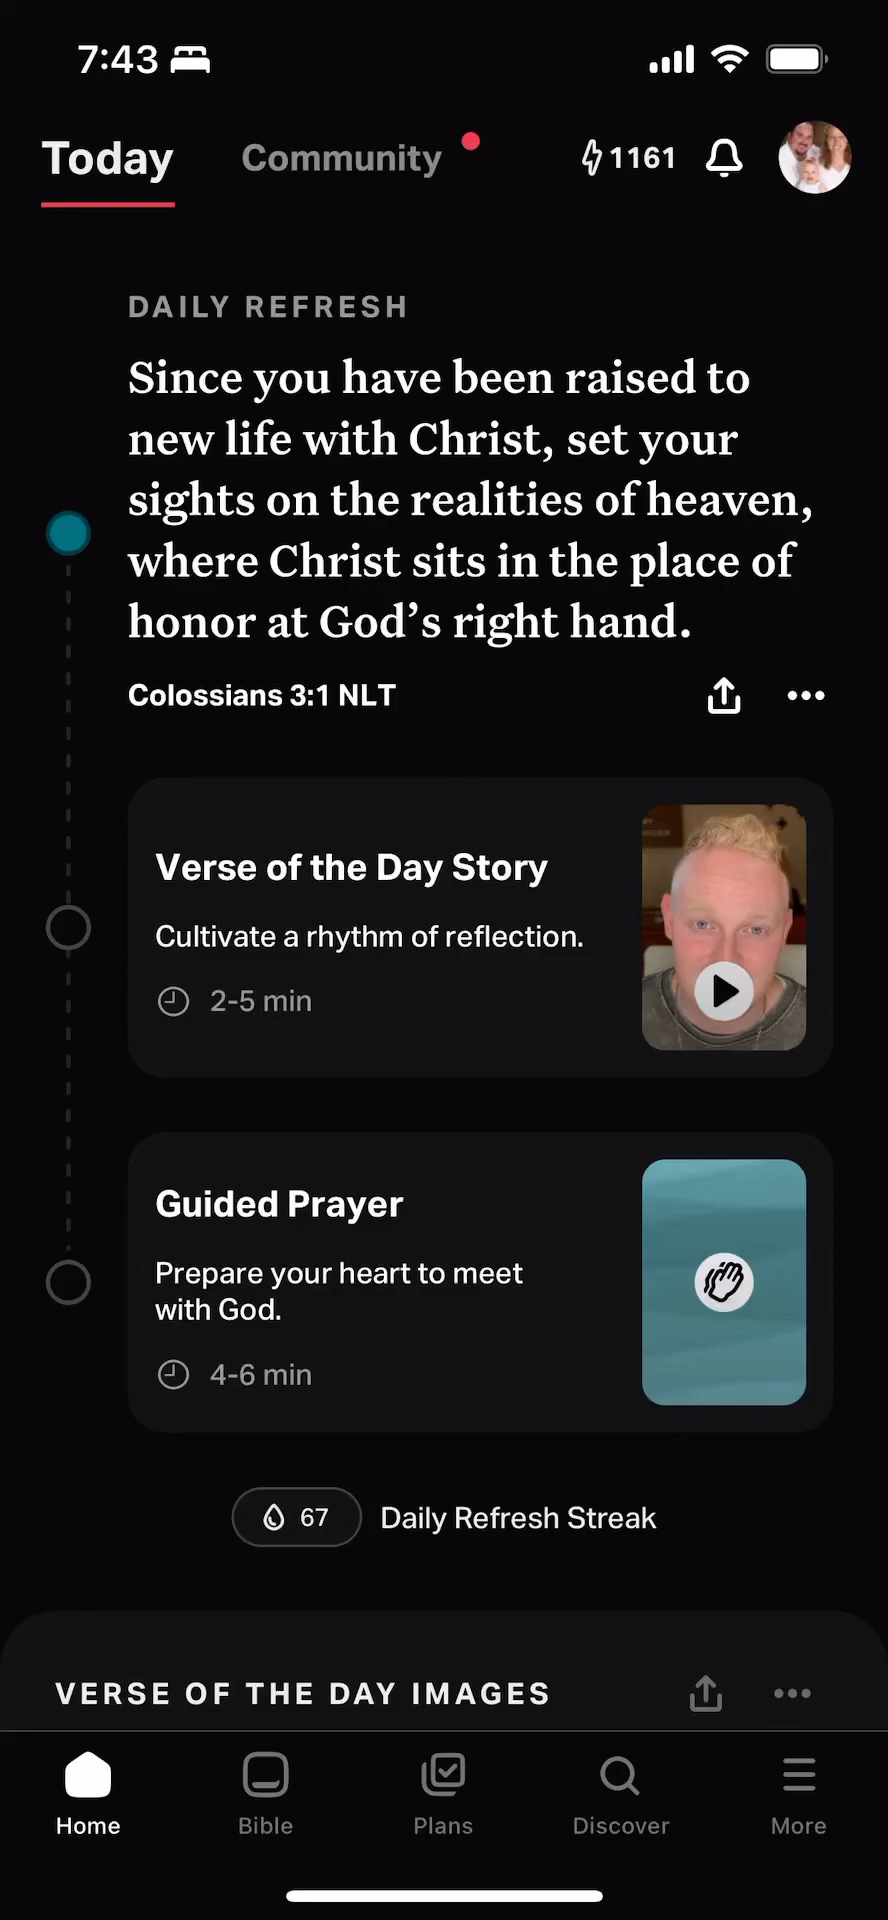 7:43
Today
Community
1161
DAILY REFRESH
Since you have been raised to
new life with Christ, set your
sights on the realities of heaven,
where Christ sits in the place of
honor at God’s right hand.
Colossians 3:1 NLT
Verse of the Day Story
Cultivate a rhythm of reflection.
2-5 min
Guided Prayer
Prepare your heart to meet
with God.
4-6 min
67
Daily Refresh Streak
VERSE OF THE DAY IMAGES
Home
Bible
Plans
Discover
More